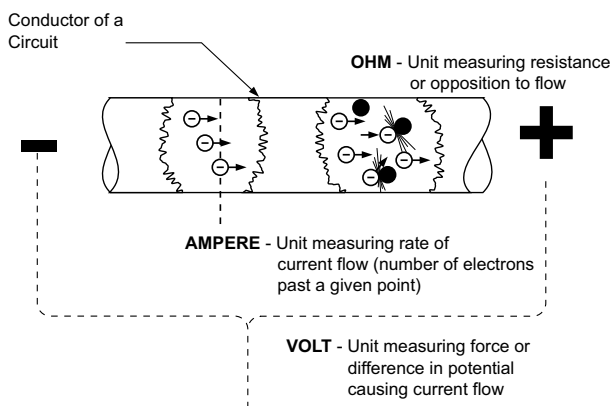 Conductor of a
Circuit
OHM - Unit measuring resistance
or opposition to flow
AMPERE - Unit measuring rate of
current flow (number of electrons
past a given point)
VOLT - Unit measuring force or
difference in potential
causing current flow